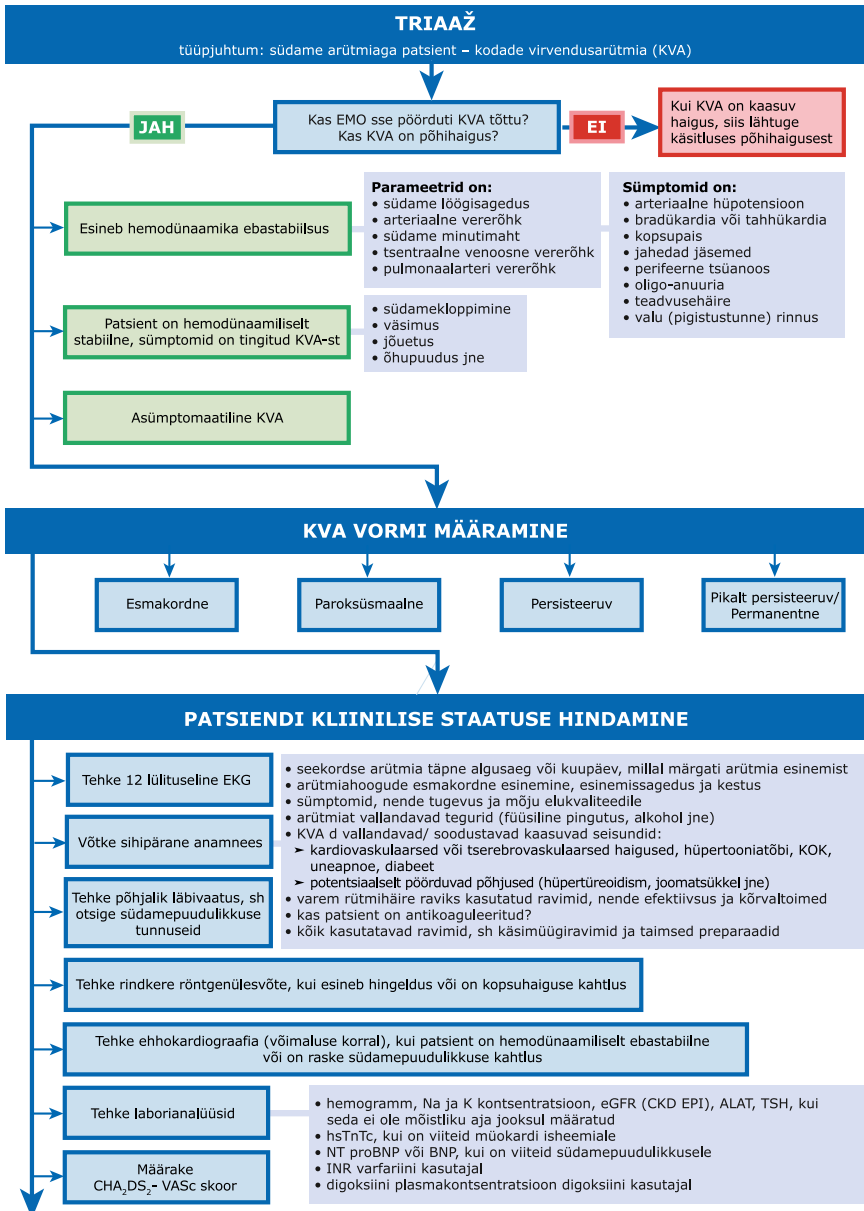 TRIAAŽ
tüüpjuhtum: südame arütmiaga patsient – kodade virvendusarütmia (KVA)
JAH
Kas EMO sse pöörduti KVA tõttu?
Kas KVA on põhihaigus?
EI
Kui KVA on kaasuv
haigus, siis lähtuge
käsitluses põhihaigusest
Esineb hemodünaamika ebastabiilsus
Parameetrid on:
• südame löögisagedus
• arteriaalne vererõhk
• südame minutimaht
• tsentraalne venoosne vererõhk
• pulmonaalarteri vererõhk
Sümptomid on:
• arteriaalne hüpotensioon
• bradükardia või tahhükardia
• kopsupais
• jahedad jäsemed
• perifeerne tsüanoos
• oligo-anuuria
• teadvusehäire
• valu (pigistustunne) rinnus
Patsient on hemodünaamiliselt
stabiilne, sümptomid on tingitud KVA-st
• südamekloppimine
• väsimus
• jõuetus
• õhupuudus jne
Asümptomaatiline KVA
KVA VORMI MÄÄRAMINE
Esmakordne
Paroksüsmaalne
Persisteeruv
Pikalt persisteeruv/
Permanentne
PATSIENDI KLIINILISE STAATUSE HINDAMINE
Tehke 12 lülituseline EKG
Võtke sihipärane anamnees
Tehke põhjalik läbivaatus, sh
otsige südamepuudulikkuse
tunnuseid
• seekordse arütmia täpne algusaeg või kuupäev, millal märgati arütmia esinemist
• arütmiahoogude esmakordne esinemine, esinemissagedus ja kestus
• sümptomid, nende tugevus ja mõju elukvaliteedile
• arütmiat vallandavad tegurid (füüsiline pingutus, alkohol jne)
• KVA d vallandavad/ soodustavad kaasuvad seisundid:
➤ kardiovaskulaarsed või tserebrovaskulaarsed haigused, hüpertooniatõbi, KOK,
uneapnoe, diabeet
➤ potentsiaalselt pöörduvad põhjused (hüpertüreoidism, joomatsükkel jne)
• varem rütmihäire raviks kasutatud ravimid, nende efektiivsus ja kõrvaltoimed
• kas patsient on antikoaguleeritud?
• kõik kasutatavad ravimid, sh käsimüügiravimid ja taimsed preparaadid
Tehke rindkere röntgenülesvõte, kui esineb hingeldus või on kopsuhaiguse kahtlus
Tehke ehhokardiograafia (võimaluse korral), kui patsient on hemodünaamiliselt ebastabiilne
või on raske südamepuudulikkuse kahtlus
Tehke laborianalüüsid
Määrake
CHA₂DS₂- VASc skoor
• hemogramm, Na ja K kontsentratsioon, eGFR (CKD EPI), ALAT, TSH, kui
seda ei ole mõistliku aja jooksul määratud
• hsTnTc, kui on viiteid müokardi isheemiale
• NT proBNP või BNP, kui on viiteid südamepuudulikkusele
• INR varfariini kasutajal
• digoksiini plasmakontsentratsioon digoksiini kasutajal